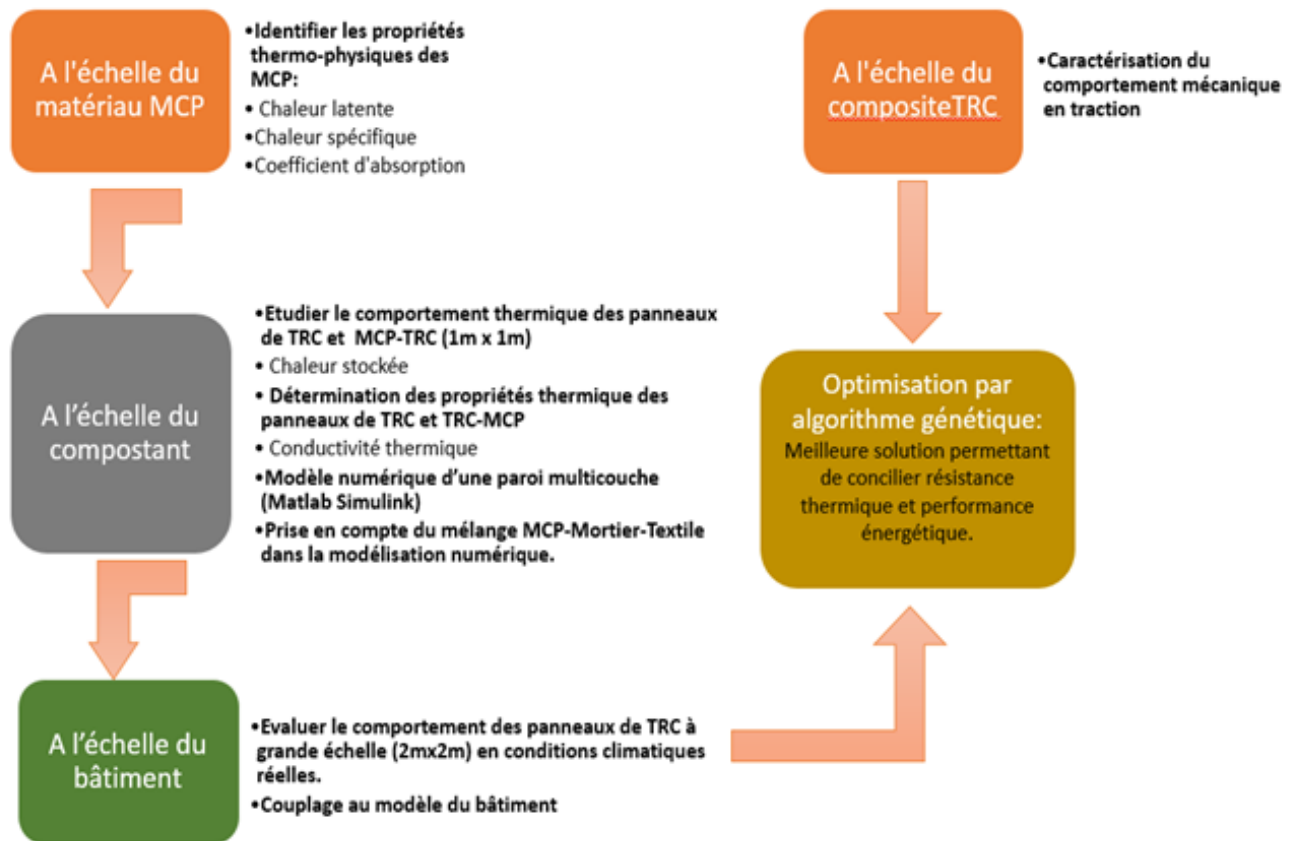 A l'échelle du
matériau MCP
•Identifier les propriétés
thermo-physiques des
MCP:
• Chaleur latente
•Chaleur spécifique
•Coefficient d'absorption
A l'échelle du
compositeTRC
•Caractérisation du
comportement mécanique
en traction
A l’échelle du
compostant
•Etudier le comportement thermique des panneaux
de TRC et MCP-TRC (1m x 1m)
• Chaleur stockée
• Détermination des propriétés thermique des
panneaux de TRC et TRC-MCP
• Conductivité thermique
• Modèle numérique d’une paroi multicouche
(Matlab Simulink)
• Prise en compte du mélange MCP-Mortier-Textile
dans la modélisation numérique.
Optimisation par
algorithme génétique:
Meilleure solution permettant
de concilier résistance
thermique et performance
énergétique.
A l’échelle du
bâtiment
•Evaluer le comportement des panneaux de TRC à
grande échelle (2mx2m) en conditions climatiques
réelles.
•Couplage au modèle du bâtiment